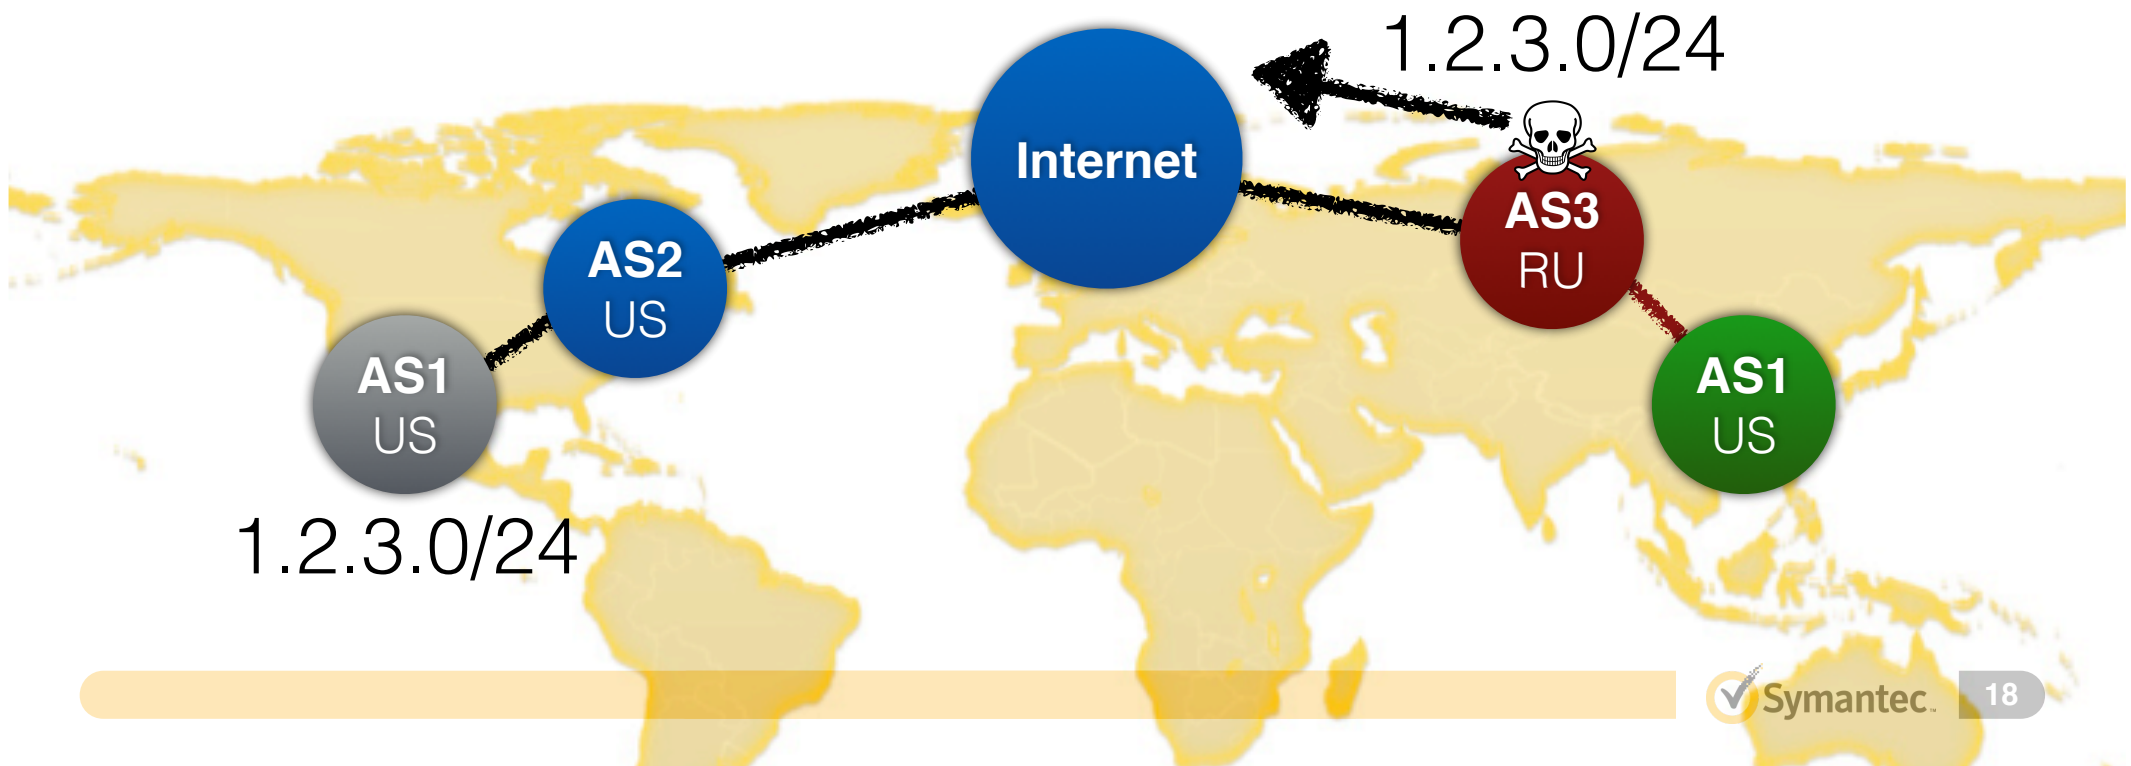 1.2.3.0/24
Internet
AS3
RU
AS2
US
AS1
US
AS1
US
1.2.3.0/24
Symantec™
18